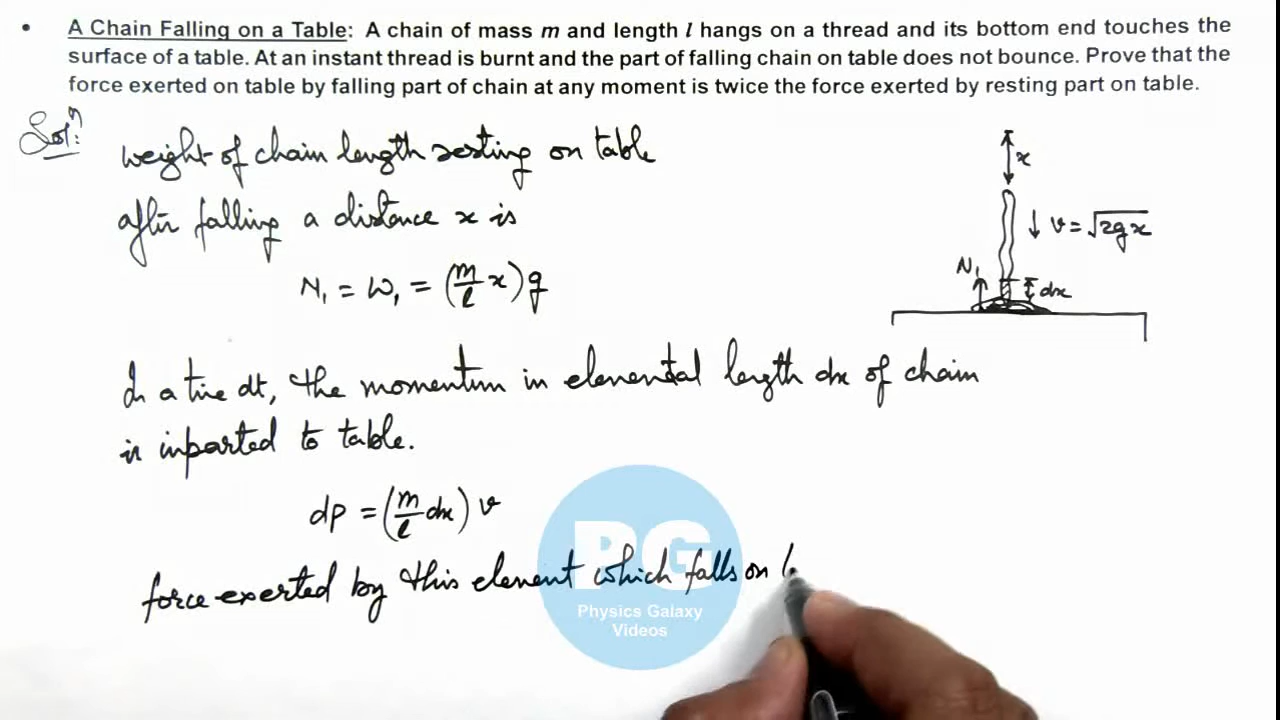 • A Chain Falling on a Table: A chain of mass m and length l hangs on a thread and its bottom end touches the
surface of a table. At an instant thread is burnt and the part of falling chain on table does not bounce. Prove that the
force exerted on table by falling part of chain at any moment is twice the force exerted by resting part on table.
Solⁿ:
weight of chain length resting on table
after falling a distance x is
N₁ = W₁ = (m/l x) g
x
v = √2gx
N₁
dx
In a time dt, the momentum in elemental length dx of chain
is imparted to table.
dp = (m/l dx) v
force exerted by this element which falls on
PG
Physics Galaxy
Videos